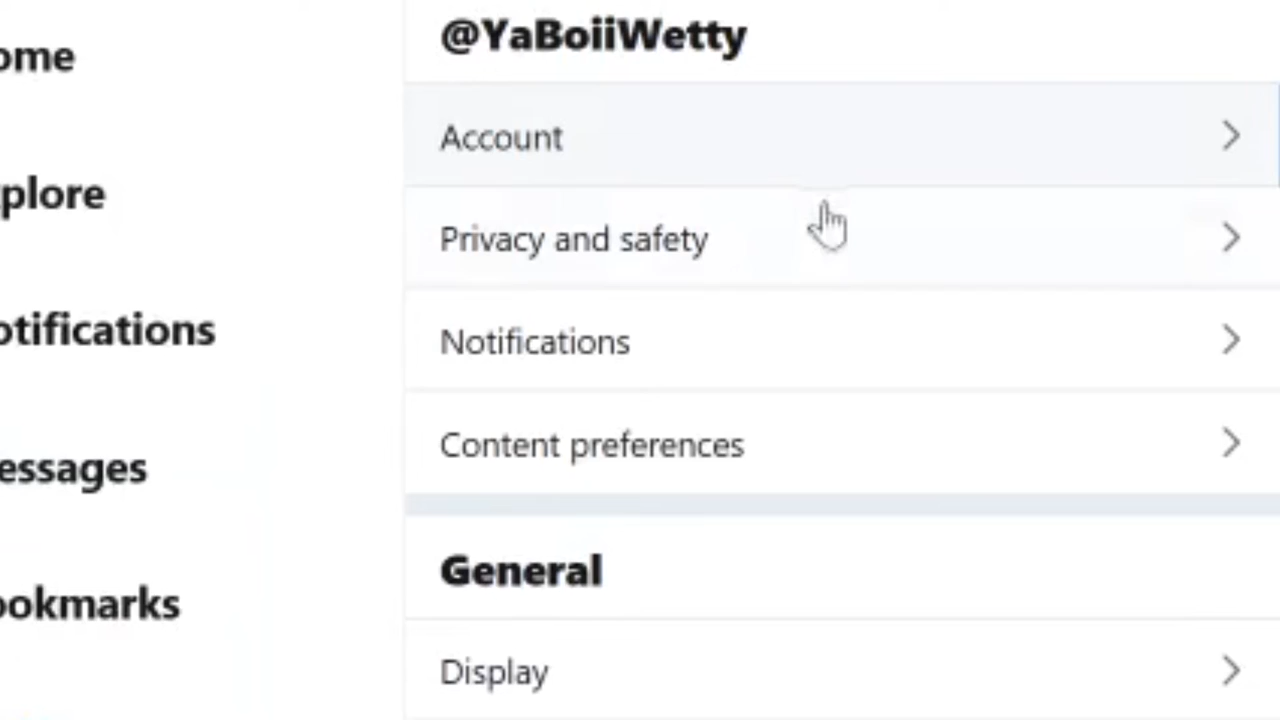 ome
plore
otifications
essages
ookmarks
@YaBoiiWetty
Account
Privacy and safety
Notifications
Content preferences
General
Display